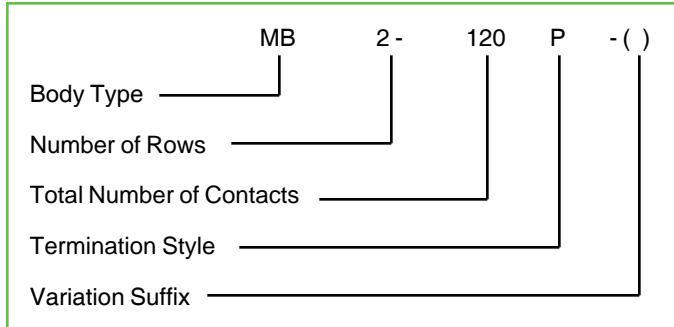 MB 2 - 120 P - ( )
Body Type
Number of Rows
Total Number of Contacts
Termination Style
Variation Suffix